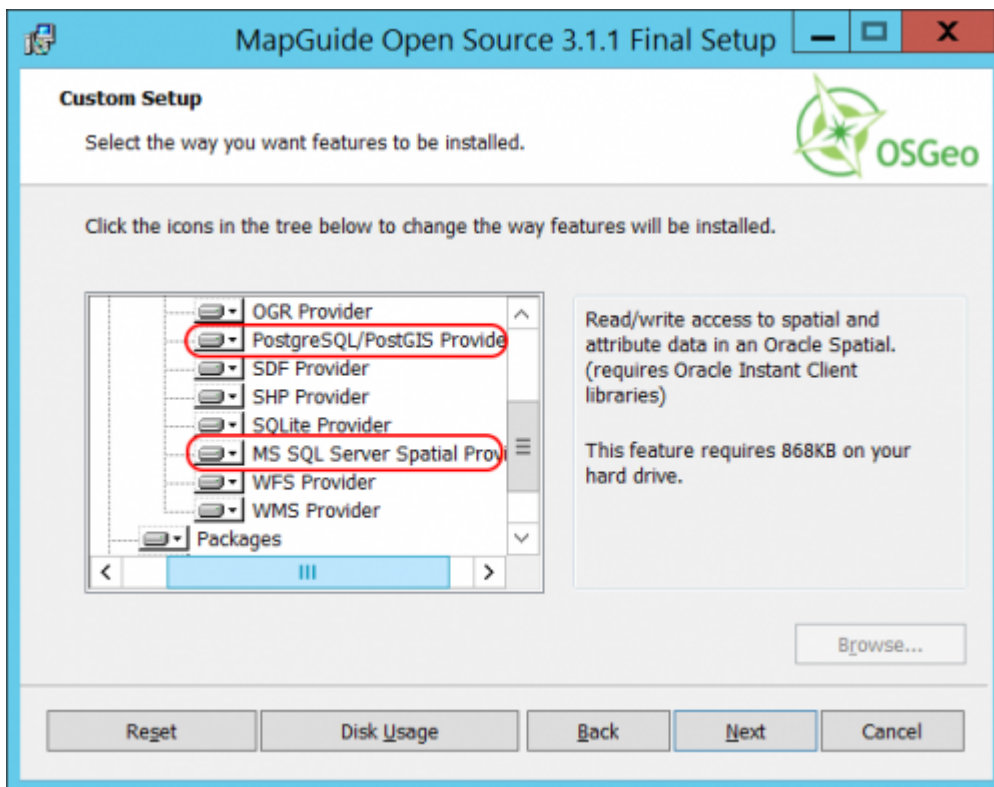 MapGuide Open Source 3.1.1 Final Setup
Custom Setup
Select the way you want features to be installed.
OSGeo
Click the icons in the tree below to change the way features will be installed.
OGR Provider
PostgreSQL/PostGIS Provide
SDF Provider
SHP Provider
SQLite Provider
MS SQL Server Spatial Provi
WFS Provider
WMS Provider
Packages
Read/write access to spatial and
attribute data in an Oracle Spatial.
(requires Oracle Instant Client
libraries)
This feature requires 868KB on your
hard drive.
Browse...
Reset
Disk Usage
Back
Next
Cancel